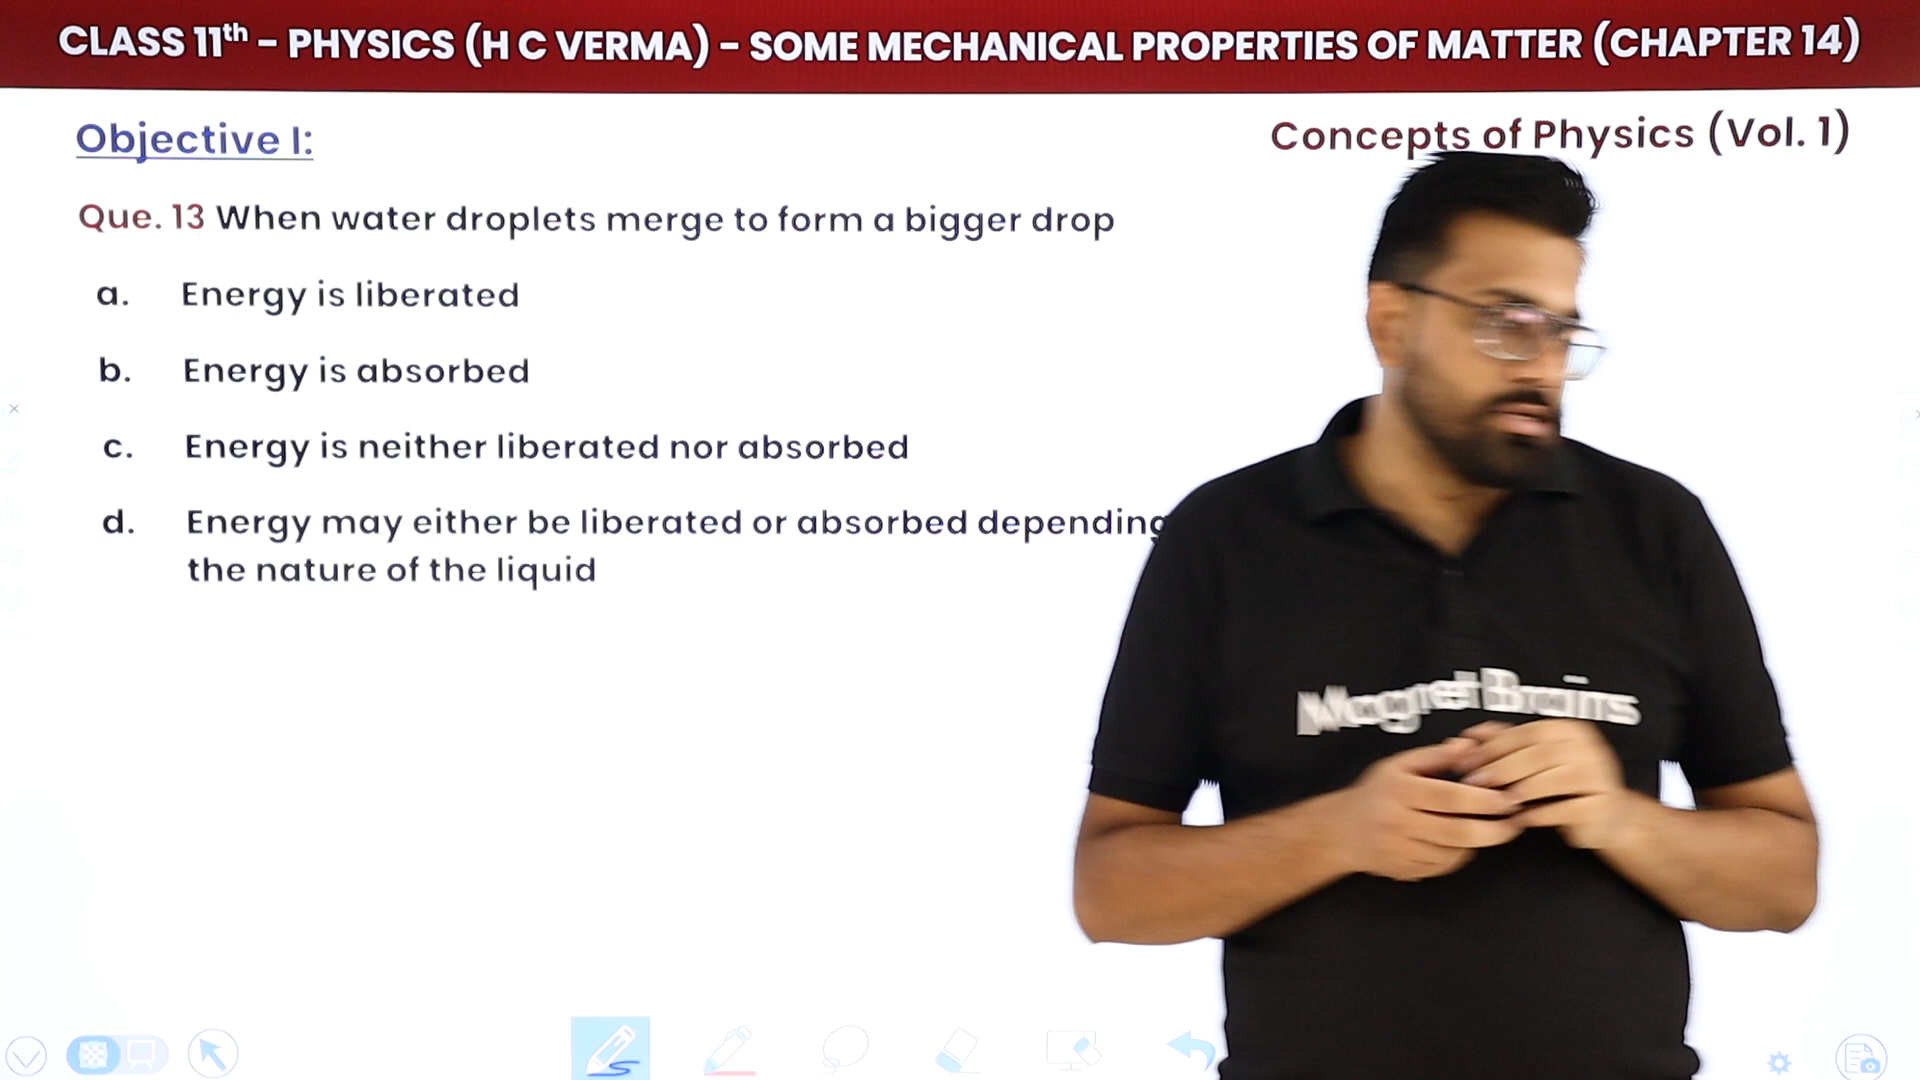 CLASS 11th - PHYSICS (H C VERMA) - SOME MECHANICAL PROPERTIES OF MATTER (CHAPTER 14)
Objective I:
Concepts of Physics (Vol. 1)
Que. 13 When water droplets merge to form a bigger drop
a. Energy is liberated
b. Energy is absorbed
c. Energy is neither liberated nor absorbed
d. Energy may either be liberated or absorbed depending
the nature of the liquid
Magnet Brains